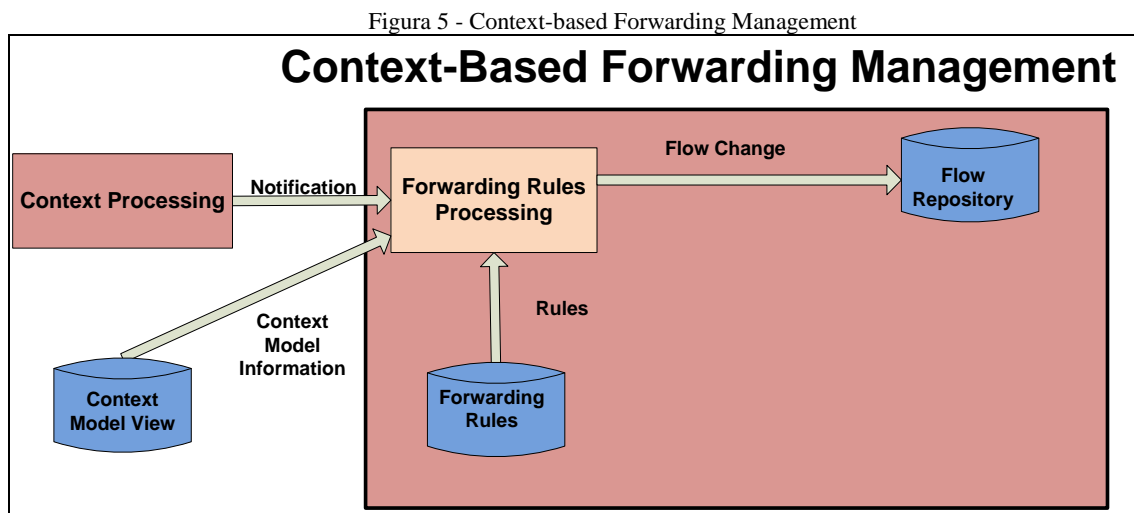 Figura 5 - Context-based Forwarding Management
Context-Based Forwarding Management
Context Processing
Notification
Forwarding Rules
Processing
Flow Change
Flow
Repository
Context
Model
Information
Rules
Context
Model View
Forwarding
Rules